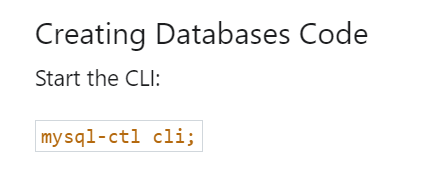 Creating Databases Code
Start the CLI:
mysql-ctl cli;